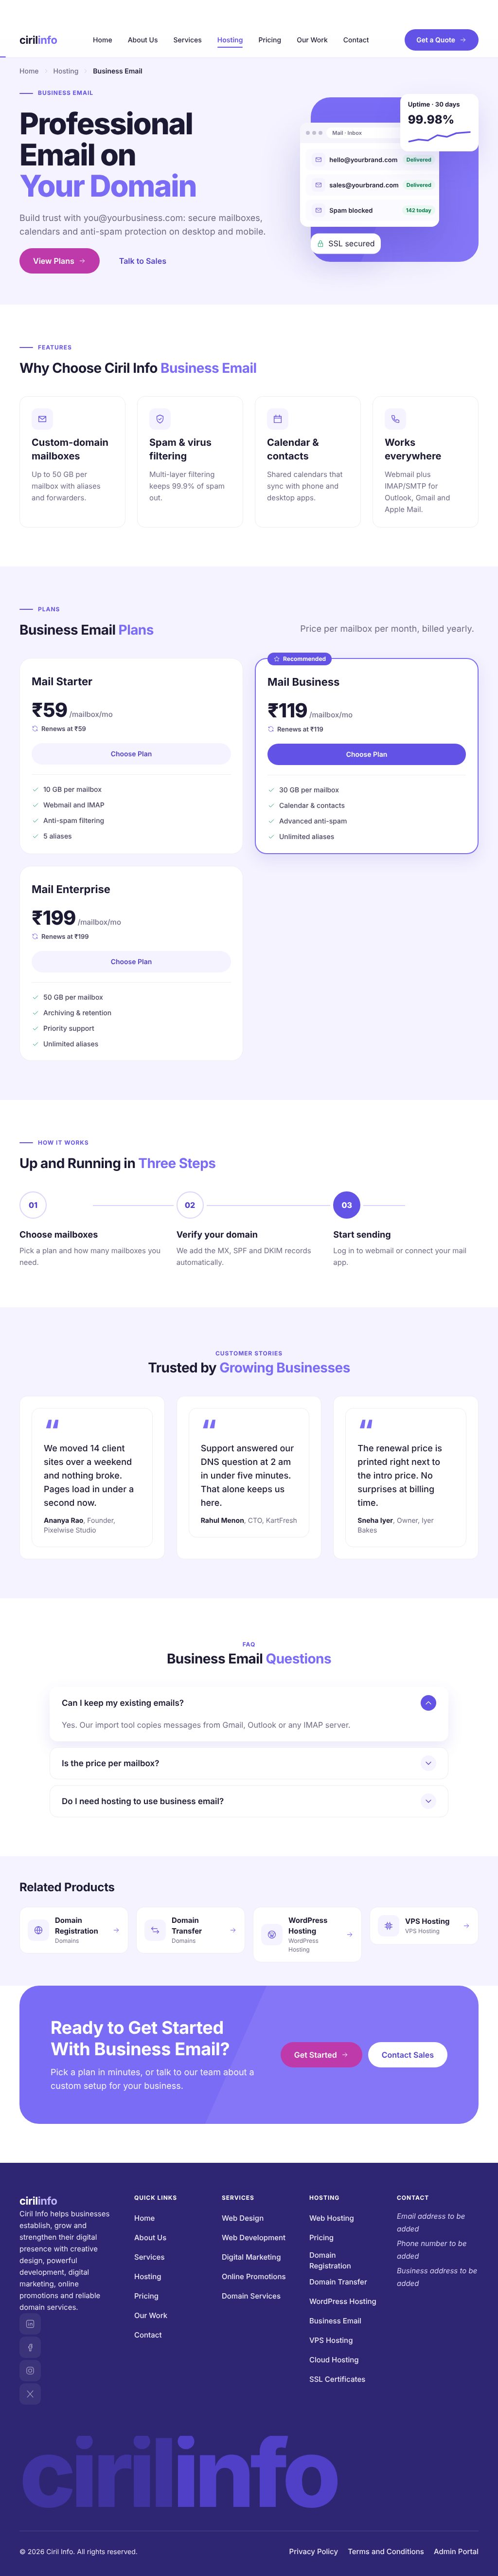 cirilinfo
Home
About Us
Services
Hosting
Pricing
Our Work
Contact
Get a Quote
Home
Hosting
Business Email
BUSINESS EMAIL
Professional
Email on
Your Domain
Build trust with you@yourbusiness.com: secure mailboxes,
calendars and anti-spam protection on desktop and mobile.
View Plans
Talk to Sales
Uptime · 30 days
99.98%
Mail · Inbox
hello@yourbrand.com Delivered
sales@yourbrand.com Delivered
Spam blocked 142 today
SSL secured
FEATURES
Why Choose Ciril Info Business Email
Custom-domain
mailboxes
Up to 50 GB per
mailbox with aliases
and forwarders.
Spam & virus
filtering
Multi-layer filtering
keeps 99.9% of spam
out.
Calendar &
contacts
Shared calendars that
sync with phone and
desktop apps.
Works
everywhere
Webmail plus
IMAP/SMTP for
Outlook, Gmail and
Apple Mail.
PLANS
Business Email Plans
Price per mailbox per month, billed yearly.
Mail Starter
₹59 /mailbox/mo
Renews at ₹59
Choose Plan
10 GB per mailbox
Webmail and IMAP
Anti-spam filtering
5 aliases
Recommended
Mail Business
₹119 /mailbox/mo
Renews at ₹119
Choose Plan
30 GB per mailbox
Calendar & contacts
Advanced anti-spam
Unlimited aliases
Mail Enterprise
₹199 /mailbox/mo
Renews at ₹199
Choose Plan
50 GB per mailbox
Archiving & retention
Priority support
Unlimited aliases
HOW IT WORKS
Up and Running in Three Steps
01
Choose mailboxes
Pick a plan and how many mailboxes you
need.
02
Verify your domain
We add the MX, SPF and DKIM records
automatically.
03
Start sending
Log in to webmail or connect your mail
app.
CUSTOMER STORIES
Trusted by Growing Businesses
"
We moved 14 client
sites over a weekend
and nothing broke.
Pages load in under a
second now.
Ananya Rao, Founder,
Pixelwise Studio
"
Support answered our
DNS question at 2 am
in under five minutes.
That alone keeps us
here.
Rahul Menon, CTO, KartFresh
"
The renewal price is
printed right next to
the intro price. No
surprises at billing
time.
Sneha Iyer, Owner, Iyer
Bakes
FAQ
Business Email Questions
Can I keep my existing emails?
Yes. Our import tool copies messages from Gmail, Outlook or any IMAP server.
Is the price per mailbox?
Do I need hosting to use business email?
Related Products
Domain
Registration
Domains
Domain
Transfer
Domains
WordPress
Hosting
WordPress
Hosting
VPS Hosting
VPS Hosting
Ready to Get Started
With Business Email?
Pick a plan in minutes, or talk to our team about a
custom setup for your business.
Get Started
Contact Sales
cirilinfo
Ciril Info helps businesses
establish, grow and
strengthen their digital
presence with creative
design, powerful
development, digital
marketing, online
promotions and reliable
domain services.
QUICK LINKS
Home
About Us
Services
Hosting
Pricing
Our Work
Contact
SERVICES
Web Design
Web Development
Digital Marketing
Online Promotions
Domain Services
HOSTING
Web Hosting
Pricing
Domain
Registration
Domain Transfer
WordPress Hosting
Business Email
VPS Hosting
Cloud Hosting
SSL Certificates
CONTACT
Email address to be
added
Phone number to be
added
Business address to be
added
cirilinfo
© 2026 Ciril Info. All rights reserved.
Privacy Policy
Terms and Conditions
Admin Portal